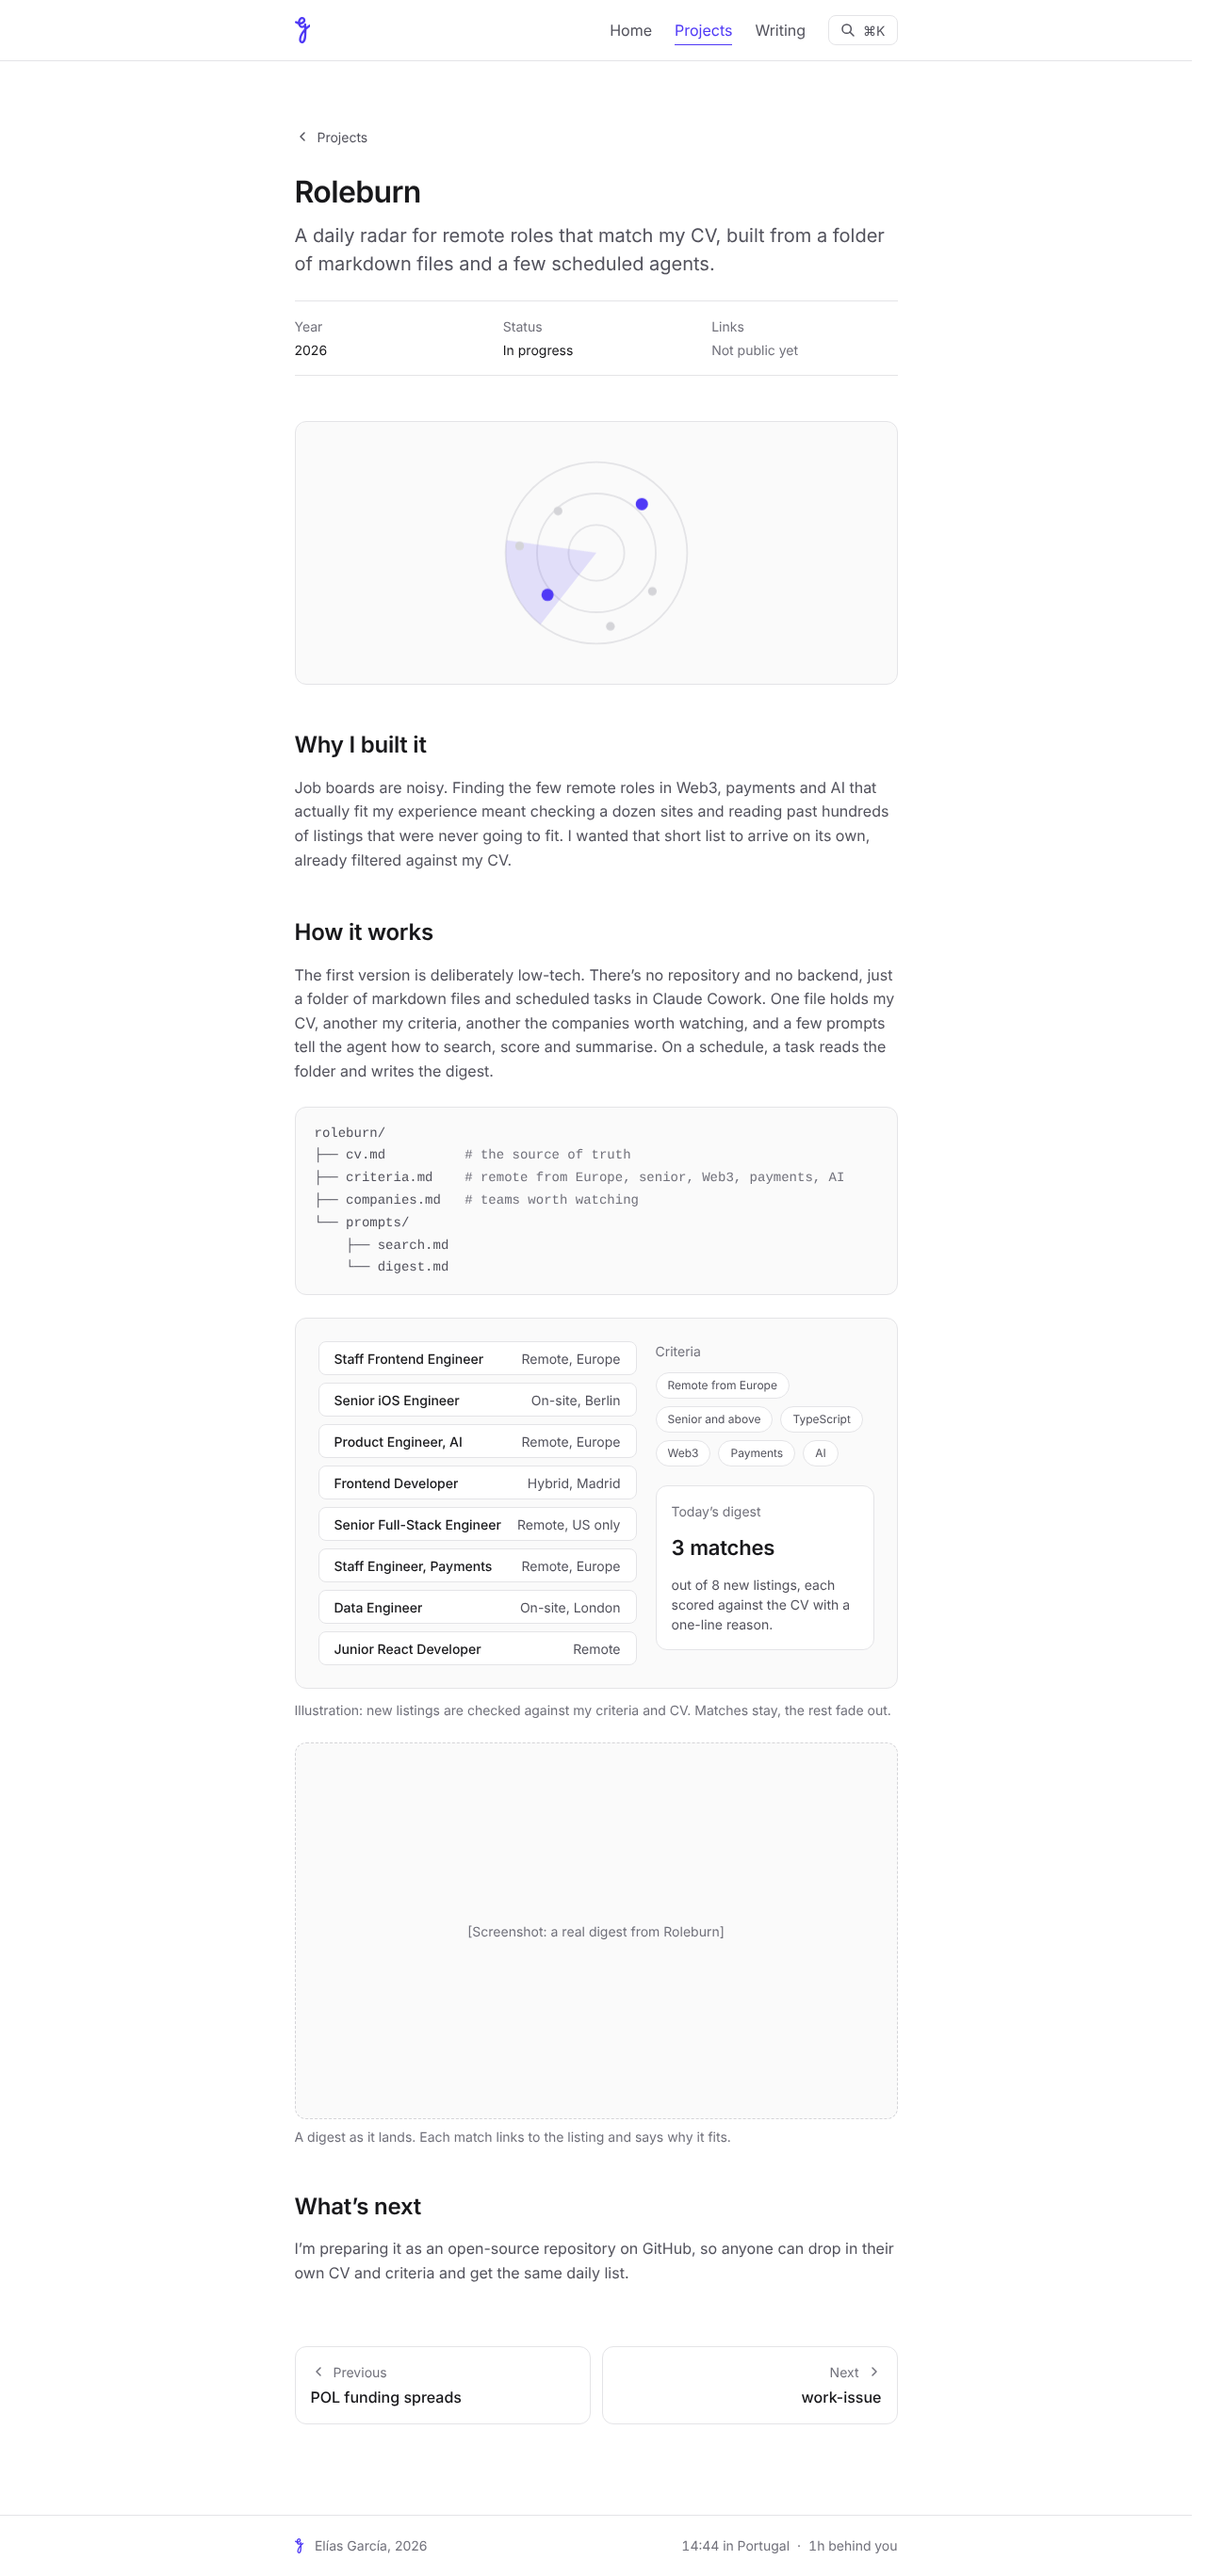 Home
Projects
Writing
⌘K
Projects
Roleburn
A daily radar for remote roles that match my CV, built from a folder
of markdown files and a few scheduled agents.
Year
Status
Links
2026
In progress
Not public yet
Why I built it
Job boards are noisy. Finding the few remote roles in Web3, payments and AI that
actually fit my experience meant checking a dozen sites and reading past hundreds
of listings that were never going to fit. I wanted that short list to arrive on its own,
already filtered against my CV.
How it works
The first version is deliberately low-tech. There’s no repository and no backend, just
a folder of markdown files and scheduled tasks in Claude Cowork. One file holds my
CV, another my criteria, another the companies worth watching, and a few prompts
tell the agent how to search, score and summarise. On a schedule, a task reads the
folder and writes the digest.
roleburn/
├── cv.md          # the source of truth
├── criteria.md    # remote from Europe, senior, Web3, payments, AI
├── companies.md   # teams worth watching
└── prompts/
    ├── search.md
    └── digest.md
Staff Frontend Engineer Remote, Europe
Senior iOS Engineer On-site, Berlin
Product Engineer, AI Remote, Europe
Frontend Developer Hybrid, Madrid
Senior Full-Stack Engineer Remote, US only
Staff Engineer, Payments Remote, Europe
Data Engineer On-site, London
Junior React Developer Remote
Criteria
Remote from Europe
Senior and above
TypeScript
Web3
Payments
AI
Today’s digest
3 matches
out of 8 new listings, each
scored against the CV with a
one-line reason.
Illustration: new listings are checked against my criteria and CV. Matches stay, the rest fade out.
[Screenshot: a real digest from Roleburn]
A digest as it lands. Each match links to the listing and says why it fits.
What’s next
I’m preparing it as an open-source repository on GitHub, so anyone can drop in their
own CV and criteria and get the same daily list.
Previous
POL funding spreads
Next
work-issue
Elías García, 2026
14:44 in Portugal · 1h behind you